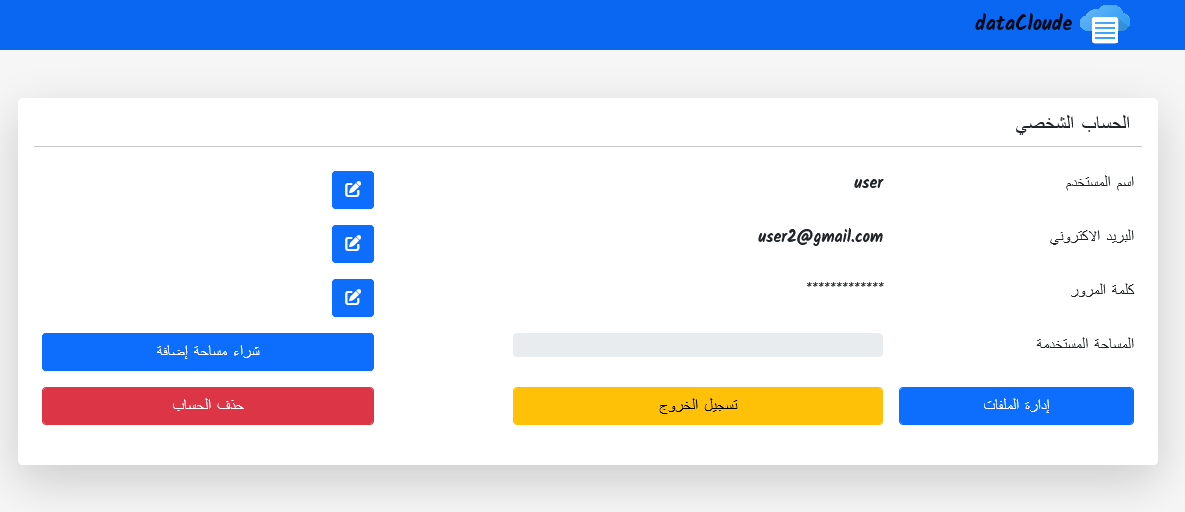 dataCloude
الحساب الشخصي
اسم المستخدم user
البريد الاكتروني user2@gmail.com
كلمة المرور *************
المساحة المستخدمة شراء مساحة إضافة
إدارة الملفات تسجيل الخروج حذف الحساب